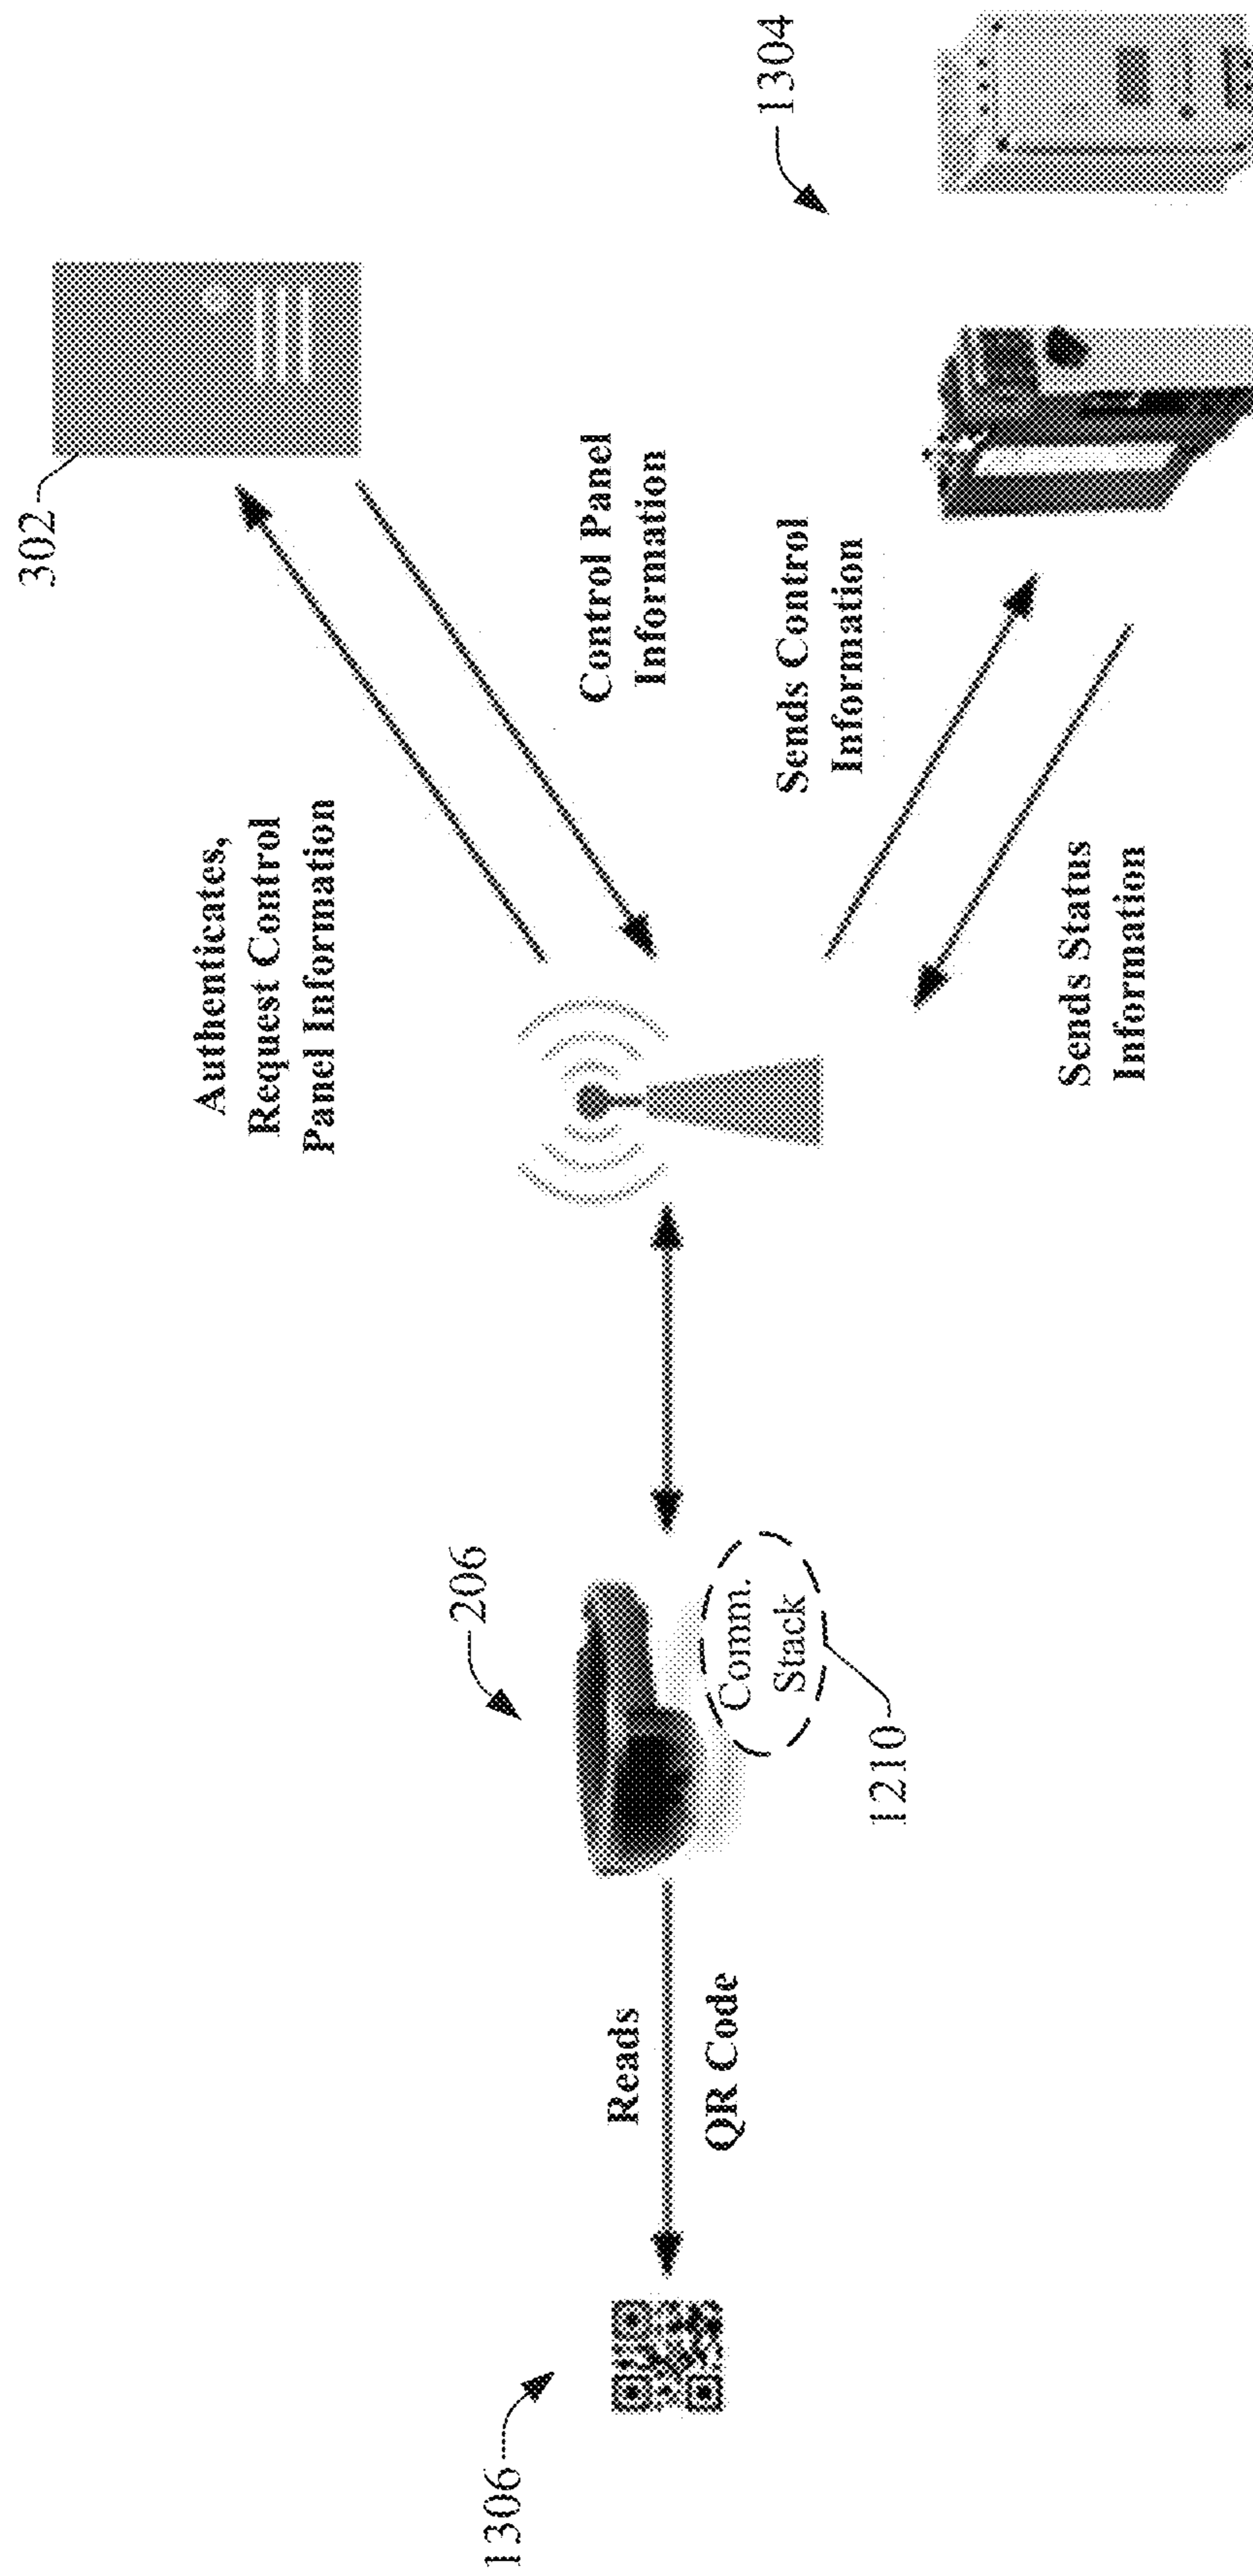 302
Authenticates,
Request Control
Panel Information
Control Panel
Information
1304
206
1306
Reads
QR Code
Comm.
Stack
1210
Sends Control
Information
Sends Status
Information